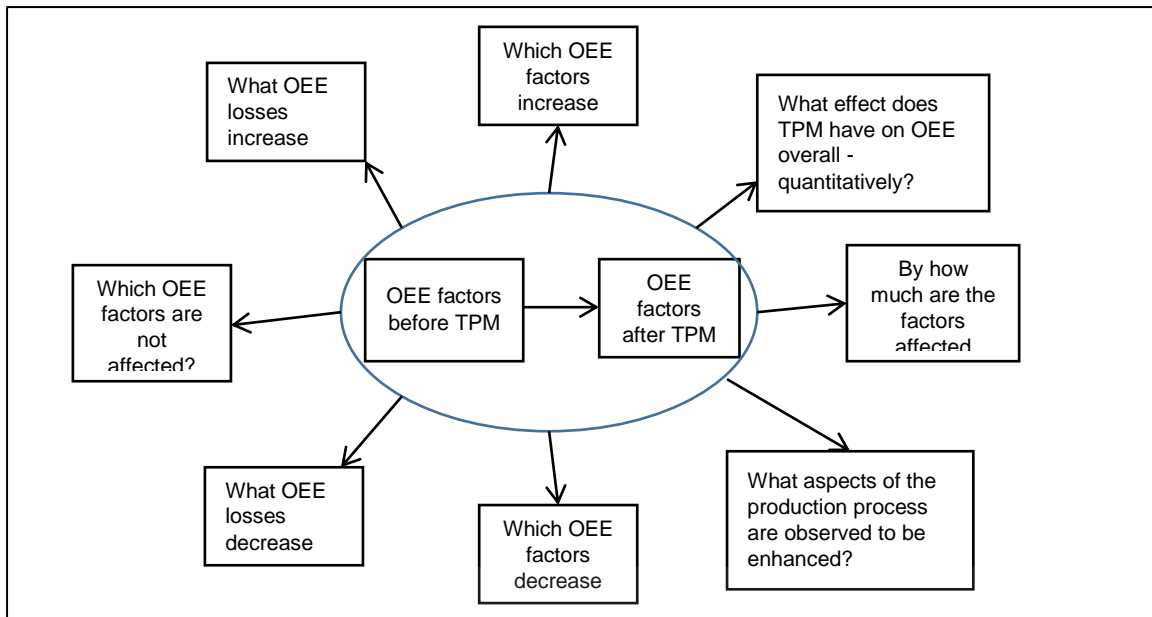 Which OEE
factors
increase
What OEE
losses
increase
What effect does
TPM have on OEE
overall -
quantitatively?
Which OEE
factors are
not
affected?
OEE factors
before TPM
OEE
factors
after TPM
By how
much are the
factors
affected
What OEE
losses
decrease
Which OEE
factors
decrease
What aspects of the
production process
are observed to be
enhanced?